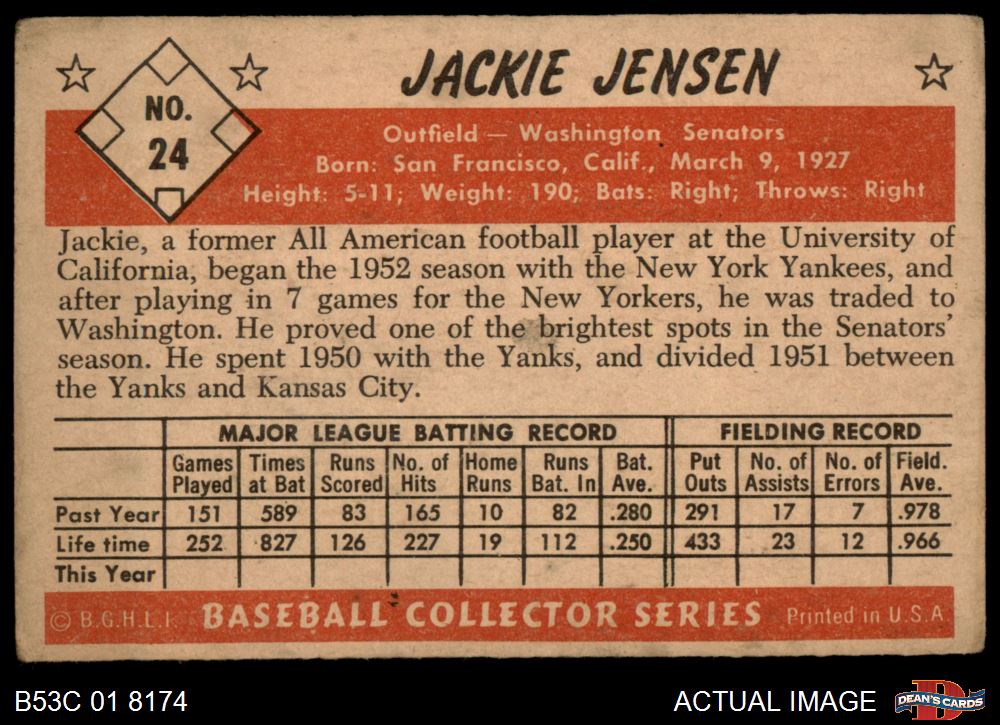 JACKIE JENSEN
NO.
24
Outfield — Washington Senators
Born: San Francisco, Calif., March 9, 1927
Height: 5-11; Weight: 190; Bats: Right; Throws: Right
Jackie, a former All American football player at the University of
California, began the 1952 season with the New York Yankees, and
after playing in 7 games for the New Yorkers, he was traded to
Washington. He proved one of the brightest spots in the Senators'
season. He spent 1950 with the Yanks, and divided 1951 between
the Yanks and Kansas City.
MAJOR LEAGUE BATTING RECORD FIELDING RECORD
Games Times Runs No. of Home Runs Bat. Put No. of No. of Field.
Played at Bat Scored Hits Runs Bat. In Ave. Outs Assists Errors Ave.
Past Year 151 589 83 165 10 82 .280 291 17 7 .978
Life time 252 827 126 227 19 112 .250 433 23 12 .966
This Year
© B.G.H.L.I. BASEBALL COLLECTOR SERIES Printed in U.S.A
B53C 01 8174 ACTUAL IMAGE DEAN'S CARDS